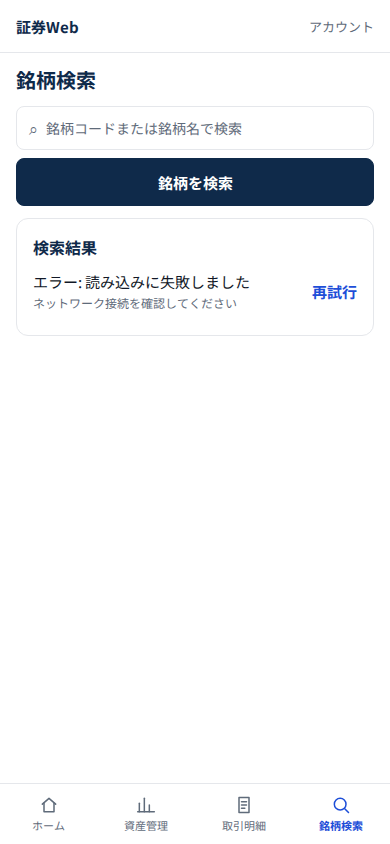 証券Web
アカウント
銘柄検索
銘柄コードまたは銘柄名で検索
銘柄を検索
検索結果
エラー: 読み込みに失敗しました
ネットワーク接続を確認してください
再試行
ホーム
資産管理
取引明細
銘柄検索